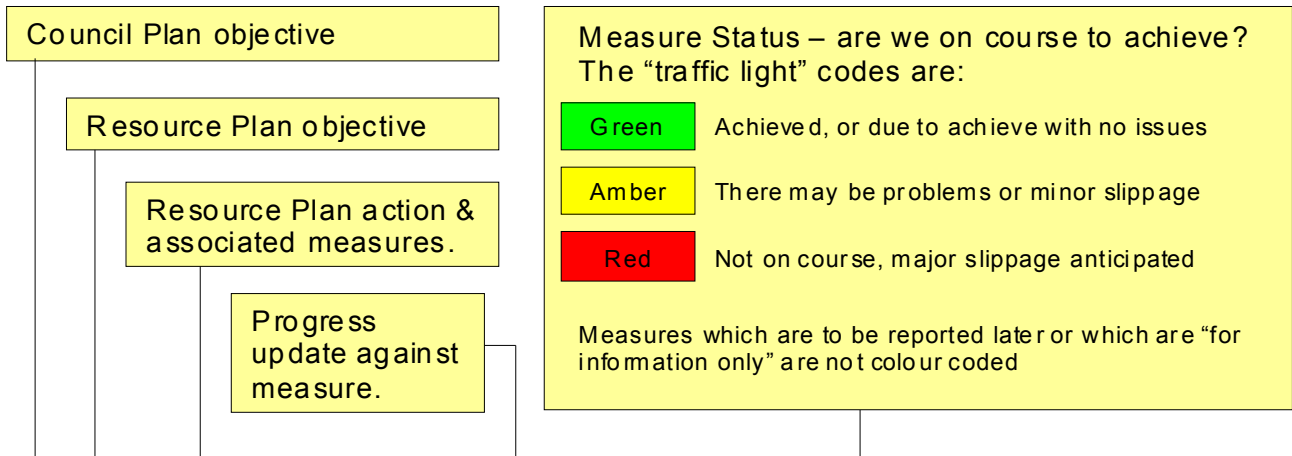 Council Plan objective
Resource Plan objective
Resource Plan action &
associated measures.
Progress
update against
measure.
Measure Status – are we on course to achieve?
The “traffic light” codes are:
Green Achieved, or due to achieve with no issues
Amber There may be problems or minor slippage
Red Not on course, major slippage anticipated
Measures which are to be reported later or which are “for
information only” are not colour coded